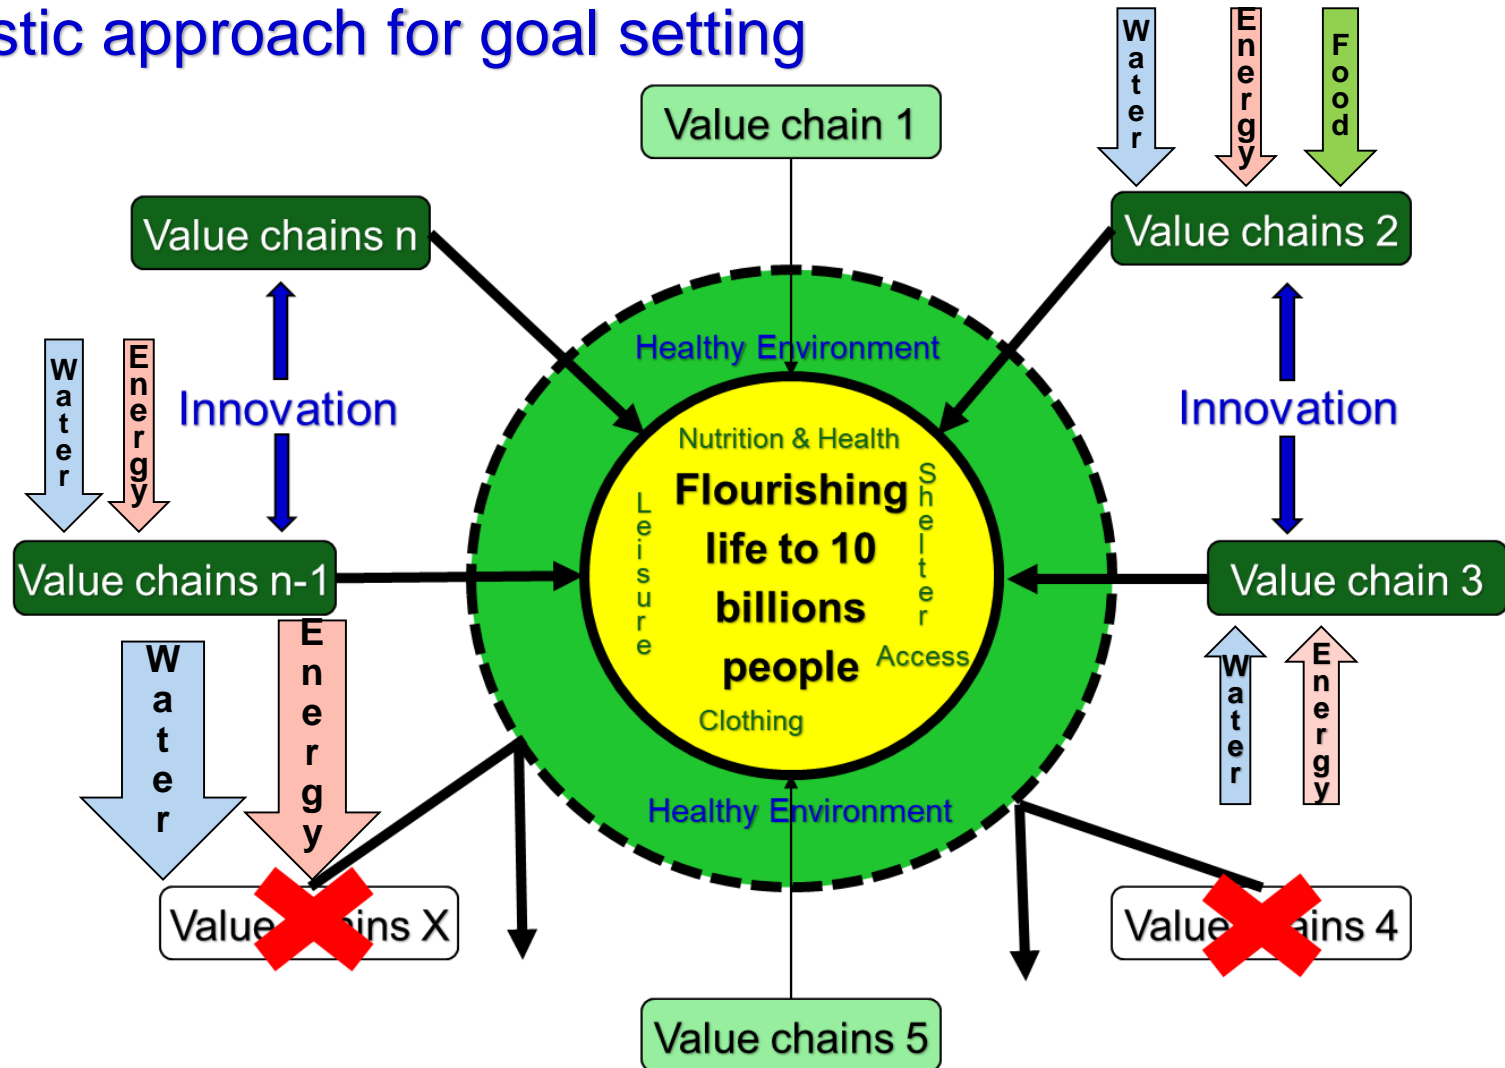 stic approach for goal setting
Water
Energy
Food
Value chain 1
Value chains n
Value chains 2
Healthy Environment
Water
Energy
Innovation
Innovation
Nutrition & Health
Leisure
Flourishing
life to 10
billions
people
Shelter
Access
Clothing
Value chains n-1
Value chain 3
Water
Energy
Water
Energy
Healthy Environment
Value ains X
Value ains 4
Value chains 5